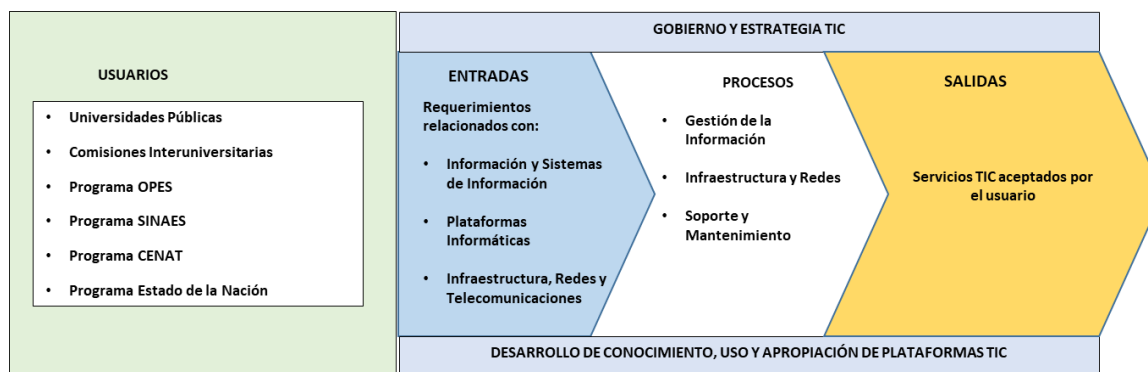 GOBIERNO Y ESTRATEGIA TIC
USUARIOS
• Universidades Públicas
• Comisiones Interuniversitarias
• Programa OPES
• Programa SINAES
• Programa CENAT
• Programa Estado de la Nación
ENTRADAS
Requerimientos
relacionados con:
• Información y Sistemas
de Información
• Plataformas
Informáticas
• Infraestructura, Redes y
Telecomunicaciones
PROCESOS
• Gestión de la
Información
• Infraestructura y Redes
• Soporte y
Mantenimiento
SALIDAS
Servicios TIC aceptados por
el usuario
DESARROLLO DE CONOCIMIENTO, USO Y APROPIACIÓN DE PLATAFORMAS TIC